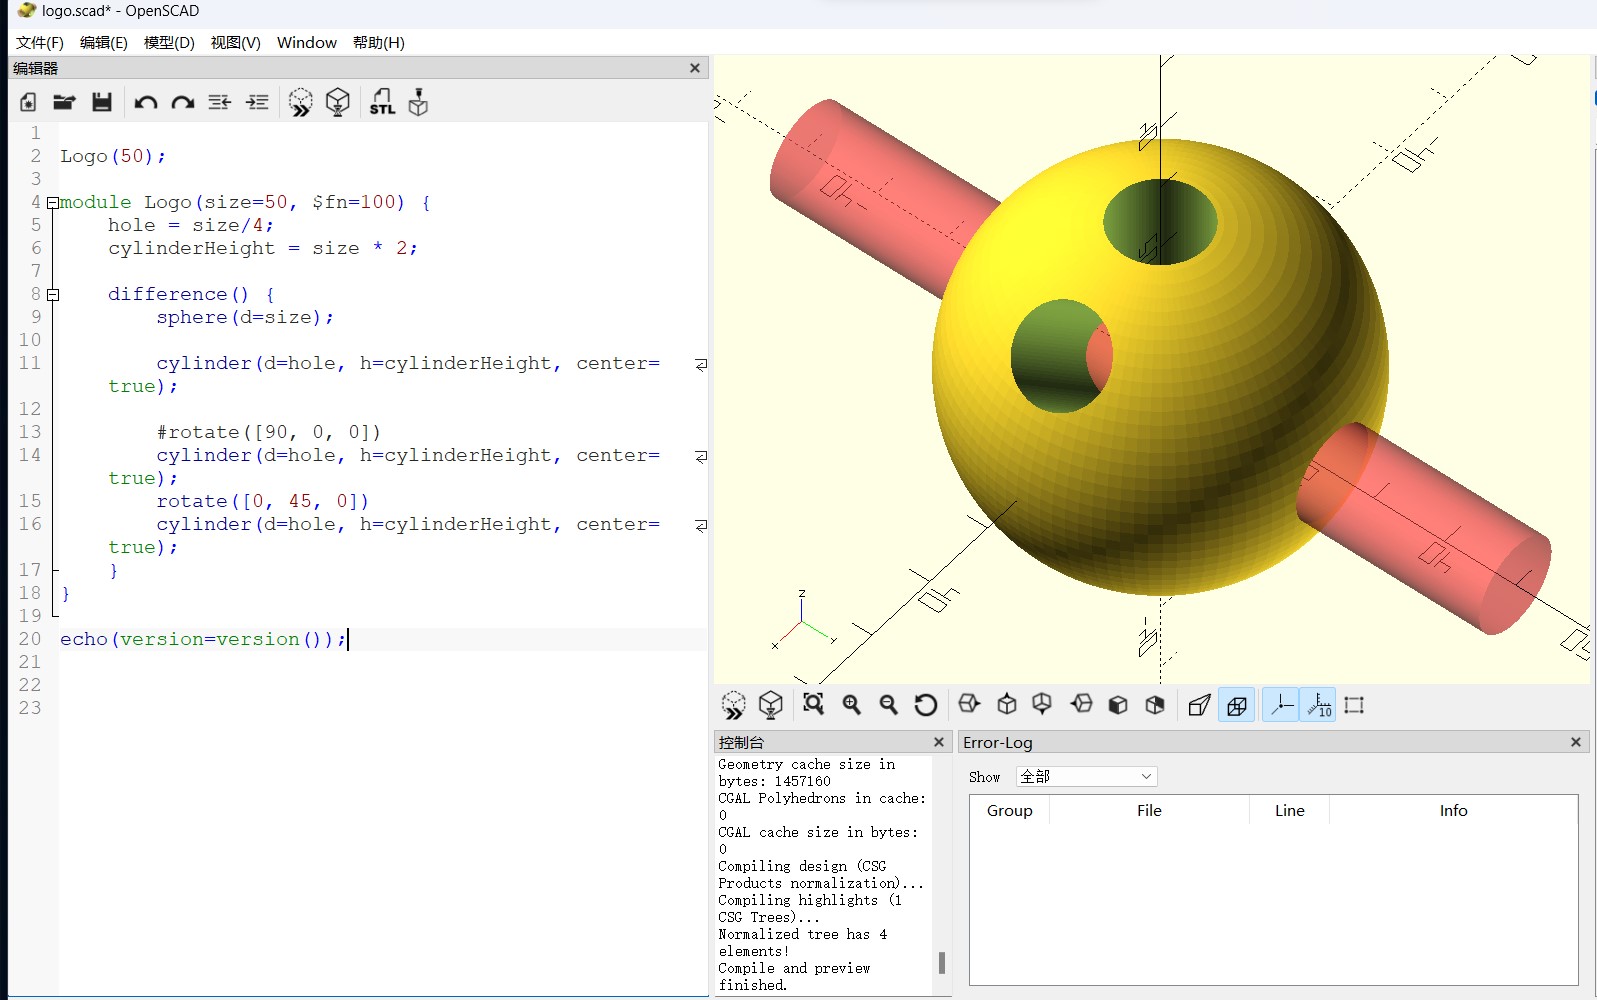 logo.scad* - OpenSCAD
文件(F) 编辑(E) 模型(D) 视图(V) Window 帮助(H)
编辑器
STL
1
2 Logo(50);
3
4 module Logo(size=50, $fn=100) {
5 hole = size/4;
6 cylinderHeight = size * 2;
7
8 difference() {
9 sphere(d=size);
10
11 cylinder(d=hole, h=cylinderHeight, center=
true);
12
13 #rotate([90, 0, 0])
14 cylinder(d=hole, h=cylinderHeight, center=
true);
15 rotate([0, 45, 0])
16 cylinder(d=hole, h=cylinderHeight, center=
true);
17 }
18 }
19
20 echo(version=version());
21
22
23
z
x
y
10
控制台
Geometry cache size in
bytes: 1457160
CGAL Polyhedrons in cache:
0
CGAL cache size in bytes:
0
Compiling design (CSG
Products normalization)...
Compiling highlights (1
CSG Trees)...
Normalized tree has 4
elements!
Compile and preview
finished.
Error-Log
Show 全部
Group File Line Info